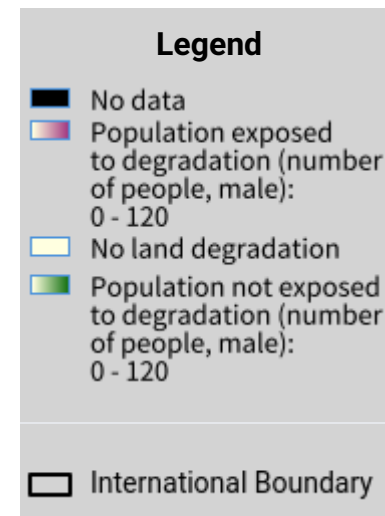 Legend
No data
Population exposed
to degradation (number
of people, male):
0 - 120
No land degradation
Population not exposed
to degradation (number
of people, male):
0 - 120
International Boundary